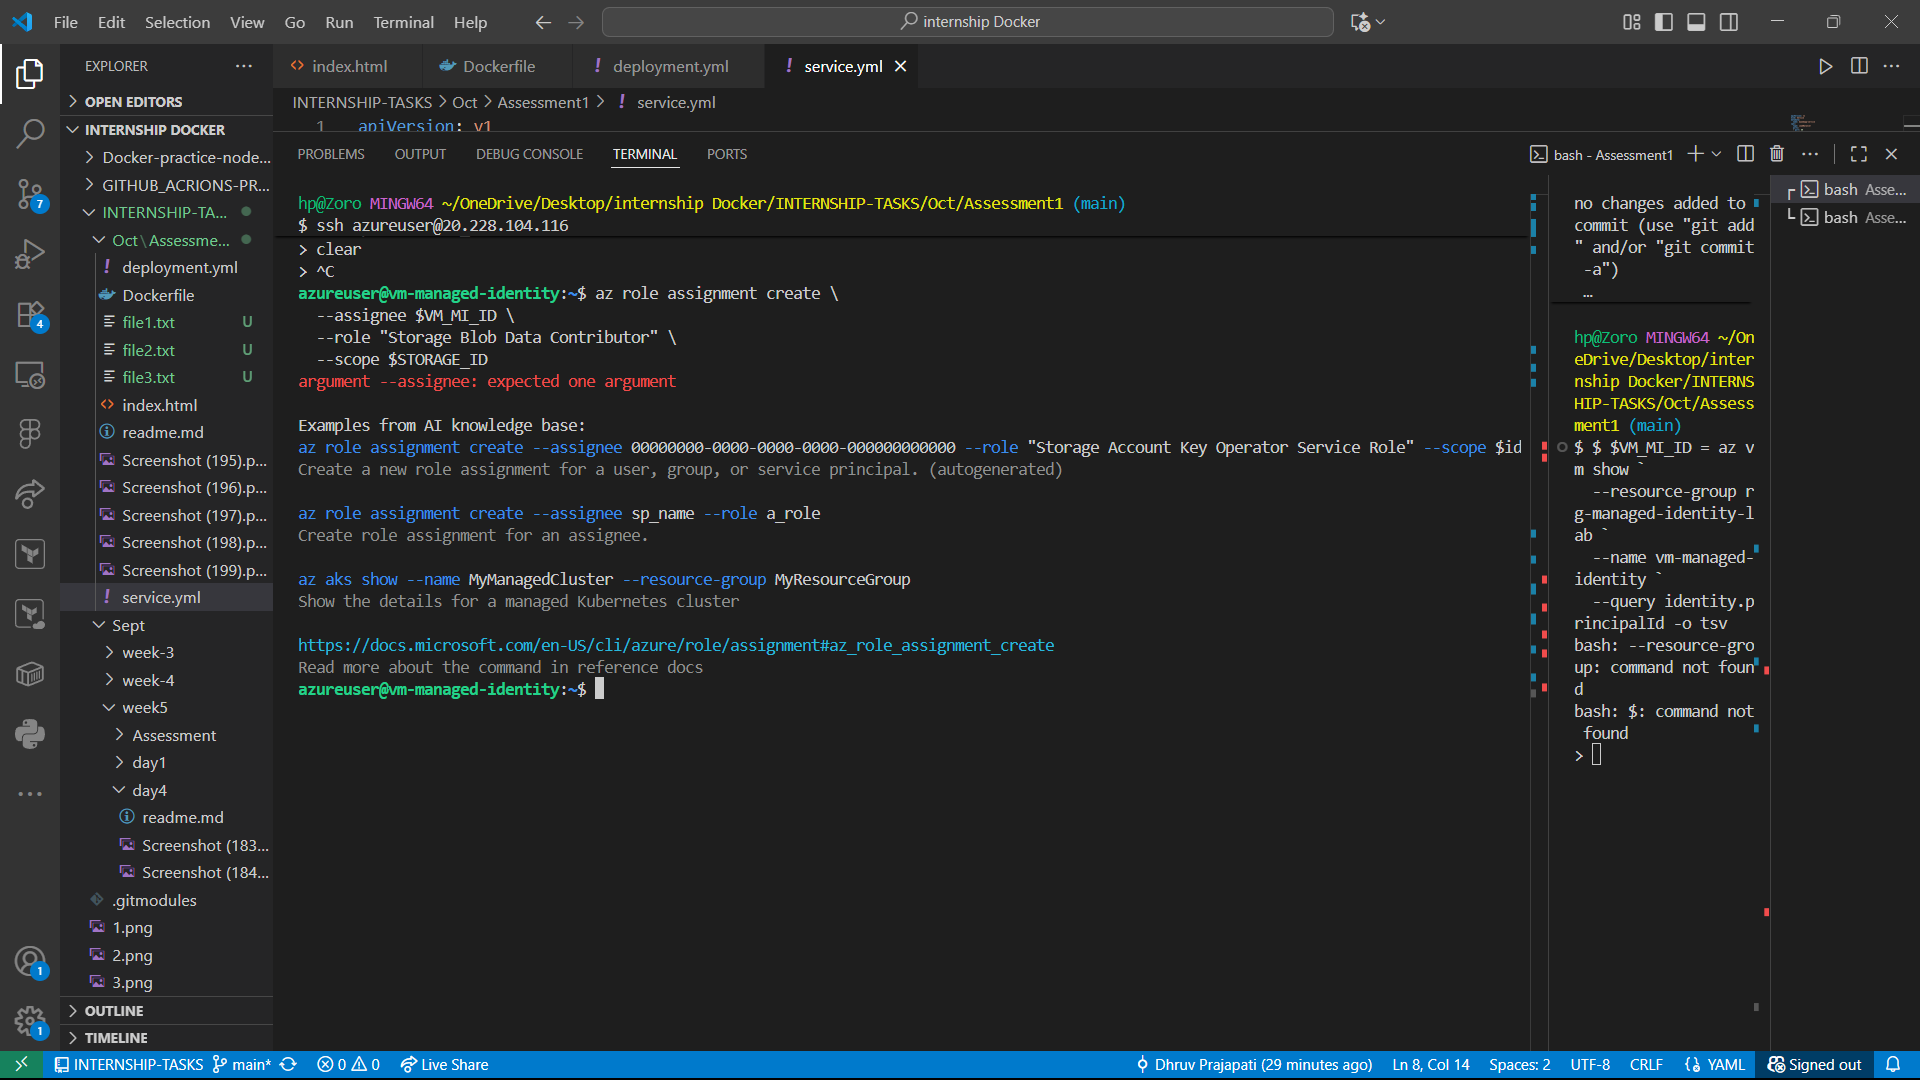 File Edit Selection View Go Run Terminal Help
internship Docker
EXPLORER
OPEN EDITORS
INTERNSHIP DOCKER
Docker-practice-node...
GITHUB_ACRIONS-PR...
INTERNSHIP-TA...
Oct\Assessme...
deployment.yml
Dockerfile
file1.txt U
file2.txt U
file3.txt U
index.html
readme.md
Screenshot (195).p...
Screenshot (196).p...
Screenshot (197).p...
Screenshot (198).p...
Screenshot (199).p...
service.yml
Sept
week-3
week-4
week5
Assessment
day1
day4
readme.md
Screenshot (183...
Screenshot (184...
.gitmodules
1.png
2.png
3.png
OUTLINE
TIMELINE
7
4
1
1
index.html
Dockerfile
! deployment.yml
! service.yml
INTERNSHIP-TASKS > Oct > Assessment1 > ! service.yml
1 apiVersion: v1
PROBLEMS OUTPUT DEBUG CONSOLE TERMINAL PORTS
bash - Assessment1
hp@Zoro MINGW64 ~/OneDrive/Desktop/internship Docker/INTERNSHIP-TASKS/Oct/Assessment1 (main)
$ ssh azureuser@20.228.104.116
> clear
> ^C
azureuser@vm-managed-identity:~$ az role assignment create \
--assignee $VM_MI_ID \
--role "Storage Blob Data Contributor" \
--scope $STORAGE_ID
argument --assignee: expected one argument
Examples from AI knowledge base:
az role assignment create --assignee 00000000-0000-0000-0000-000000000000 --role "Storage Account Key Operator Service Role" --scope $id
Create a new role assignment for a user, group, or service principal. (autogenerated)
az role assignment create --assignee sp_name --role a_role
Create role assignment for an assignee.
az aks show --name MyManagedCluster --resource-group MyResourceGroup
Show the details for a managed Kubernetes cluster
https://docs.microsoft.com/en-US/cli/azure/role/assignment#az_role_assignment_create
Read more about the command in reference docs
azureuser@vm-managed-identity:~$
no changes added to
commit (use "git add
" and/or "git commit
-a")
…
hp@Zoro MINGW64 ~/On
eDrive/Desktop/inter
nship Docker/INTERNS
HIP-TASKS/Oct/Assess
ment1 (main)
$ $ $VM_MI_ID = az v
m show `
--resource-group r
g-managed-identity-l
ab `
--name vm-managed-
identity `
--query identity.p
rincipalId -o tsv
bash: --resource-gro
up: command not foun
d
bash: $: command not
found
>
bash Asse...
bash Asse...
INTERNSHIP-TASKS main* 0 0 Live Share
Dhruv Prajapati (29 minutes ago) Ln 8, Col 14 Spaces: 2 UTF-8 CRLF {} YAML Signed out